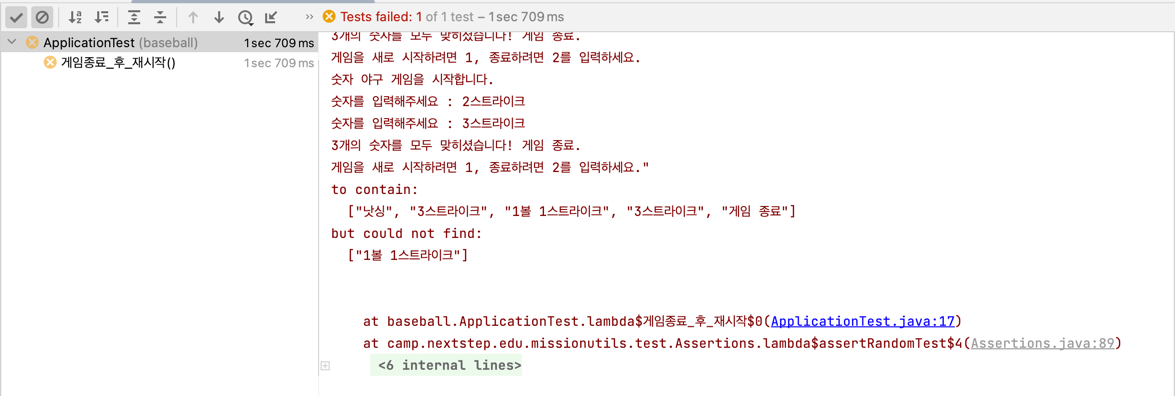 Tests failed: 1 of 1 test – 1 sec 709 ms
ApplicationTest (baseball) 1 sec 709 ms
게임종료_후_재시작() 1 sec 709 ms
3개의 숫자를 모두 맞히셨습니다! 게임 종료.
게임을 새로 시작하려면 1, 종료하려면 2를 입력하세요.
숫자 야구 게임을 시작합니다.
숫자를 입력해주세요 : 2스트라이크
숫자를 입력해주세요 : 3스트라이크
3개의 숫자를 모두 맞히셨습니다! 게임 종료.
게임을 새로 시작하려면 1, 종료하려면 2를 입력하세요."
to contain:
["낫싱", "3스트라이크", "1볼 1스트라이크", "3스트라이크", "게임 종료"]
but could not find:
["1볼 1스트라이크"]
at baseball.ApplicationTest.lambda$게임종료_후_재시작$0(ApplicationTest.java:17)
at camp.nextstep.edu.missionutils.test.Assertions.lambda$assertRandomTest$4(Assertions.java:89)
<6 internal lines>